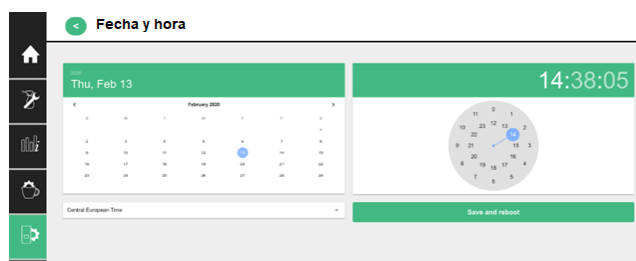 <
Fecha y hora
2020
Thu, Feb 13
14:38:05
<
February 2020
>
S M T W T F S
1
2 3 4 5 6 7 8
9 10 11 12 13 14 15
16 17 18 19 20 21 22
23 24 25 26 27 28 29
0
11 1
23 12 13
10 22 14 2
9 21 15 3
20 16
8 19 18 17 4
7 5
6
Central European Time
Save and reboot